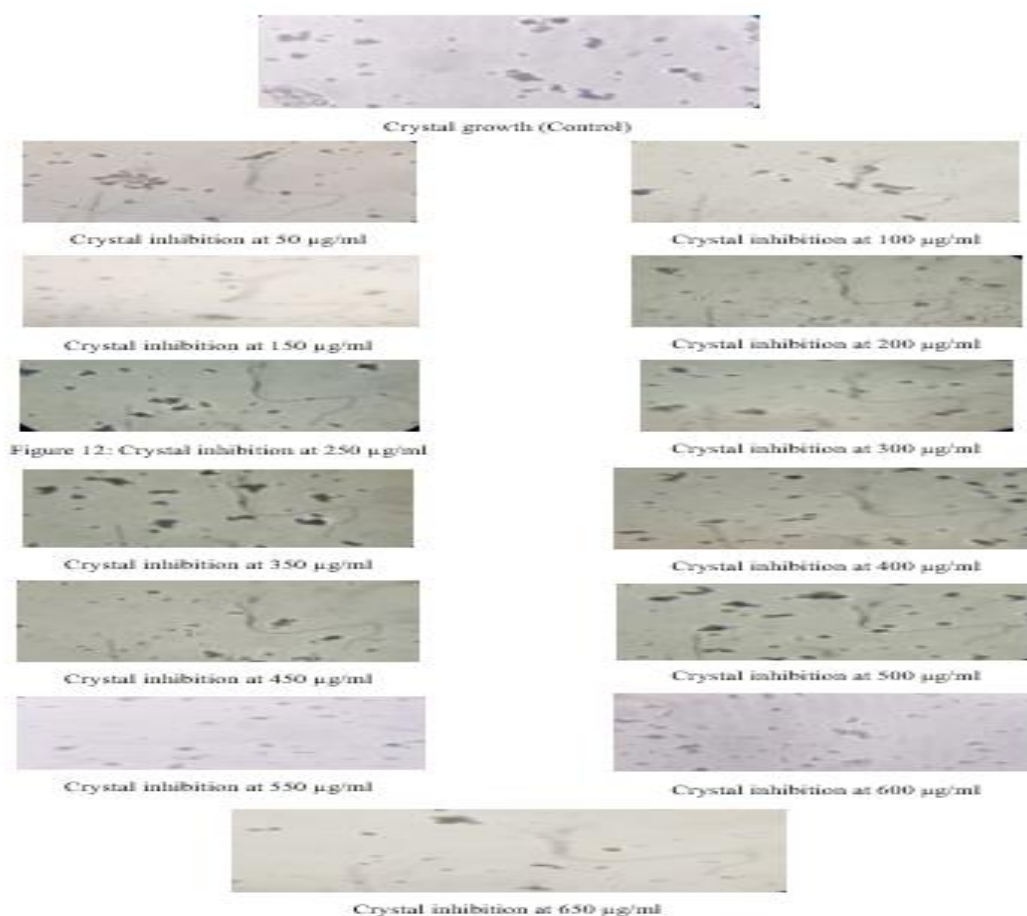 Crystal growth (Control)
Crystal inhibition at 50 µg/ml
Crystal inhibition at 100 µg/ml
Crystal inhibition at 150 µg/ml
Crystal inhibition at 200 µg/ml
Figure 12: Crystal inhibition at 250 µg/ml
Crystal inhibition at 300 µg/ml
Crystal inhibition at 350 µg/ml
Crystal inhibition at 400 µg/ml
Crystal inhibition at 450 µg/ml
Crystal inhibition at 500 µg/ml
Crystal inhibition at 550 µg/ml
Crystal inhibition at 600 µg/ml
Crystal inhibition at 650 µg/ml